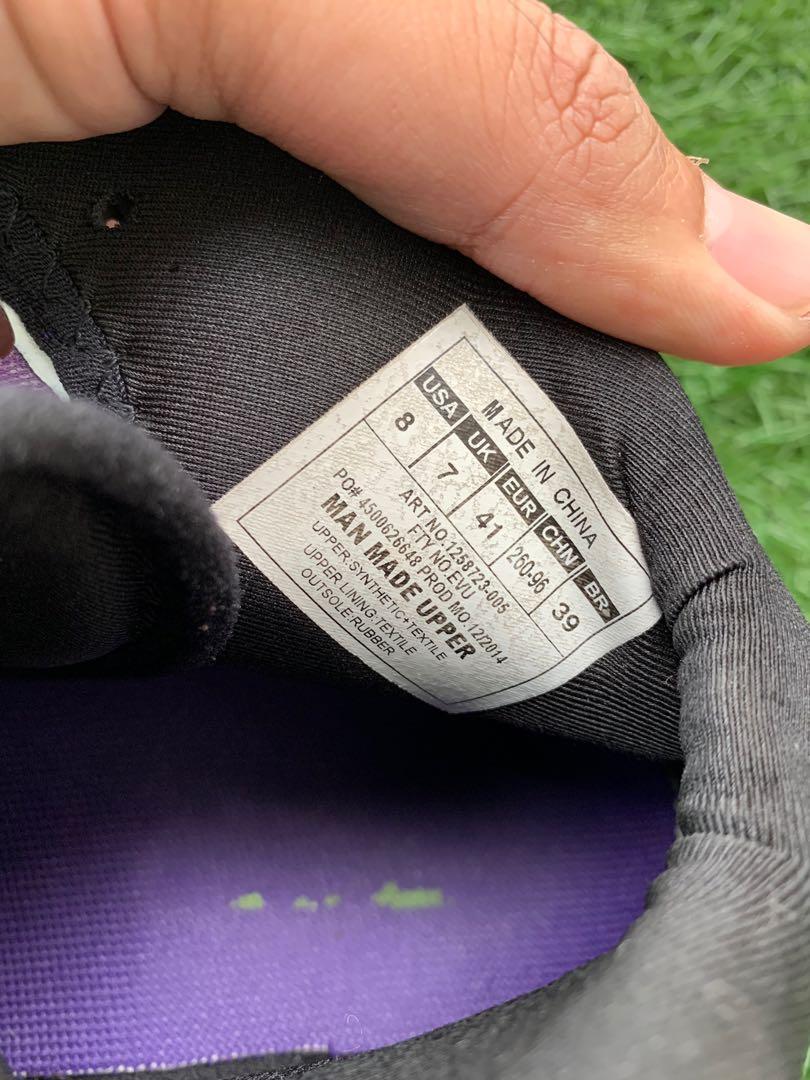 MADE IN CHINA
USA UK EUR CHN BR
8 7 41 260-96 39
ART NO.1258723-005
FTY NO EVU
PO# 4500626648 PROD MO:12/2014
MAN MADE UPPER
UPPER:SYNTHETIC+TEXTILE
UPPER LINING:TEXTILE
OUTSOLE:RUBBER